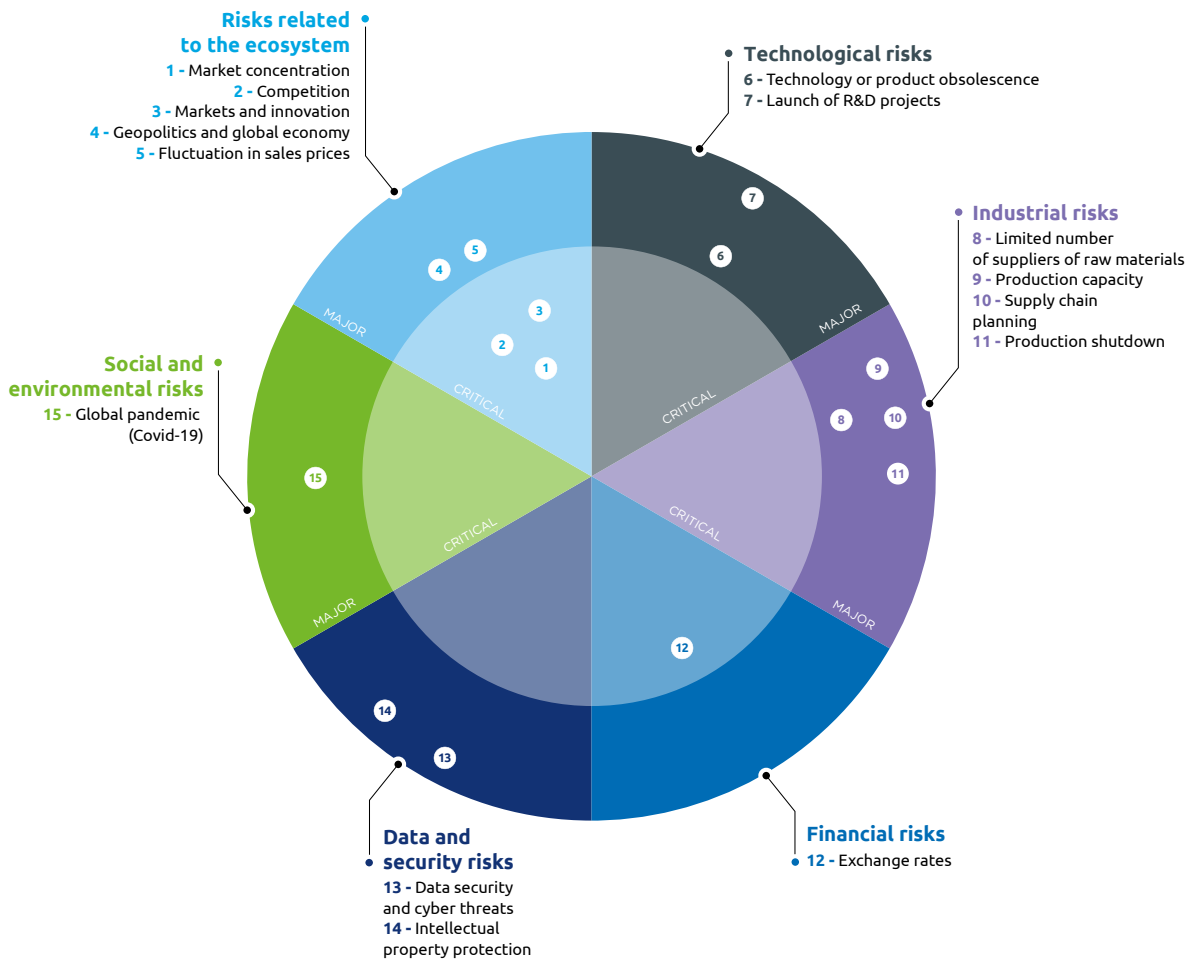 Risks related
to the ecosystem
1 - Market concentration
2 - Competition
3 - Markets and innovation
4 - Geopolitics and global economy
5 - Fluctuation in sales prices
Technological risks
6 - Technology or product obsolescence
7 - Launch of R&D projects
Industrial risks
8 - Limited number
of suppliers of raw materials
9 - Production capacity
10 - Supply chain
planning
11 - Production shutdown
Social and
environmental risks
15 - Global pandemic
(Covid-19)
7
6
5
4
3
2
1
MAJOR
MAJOR
CRITICAL
CRITICAL
9
8
10
11
15
CRITICAL
CRITICAL
MAJOR
MAJOR
12
14
13
Data and
security risks
13 - Data security
and cyber threats
14 - Intellectual
property protection
Financial risks
12 - Exchange rates